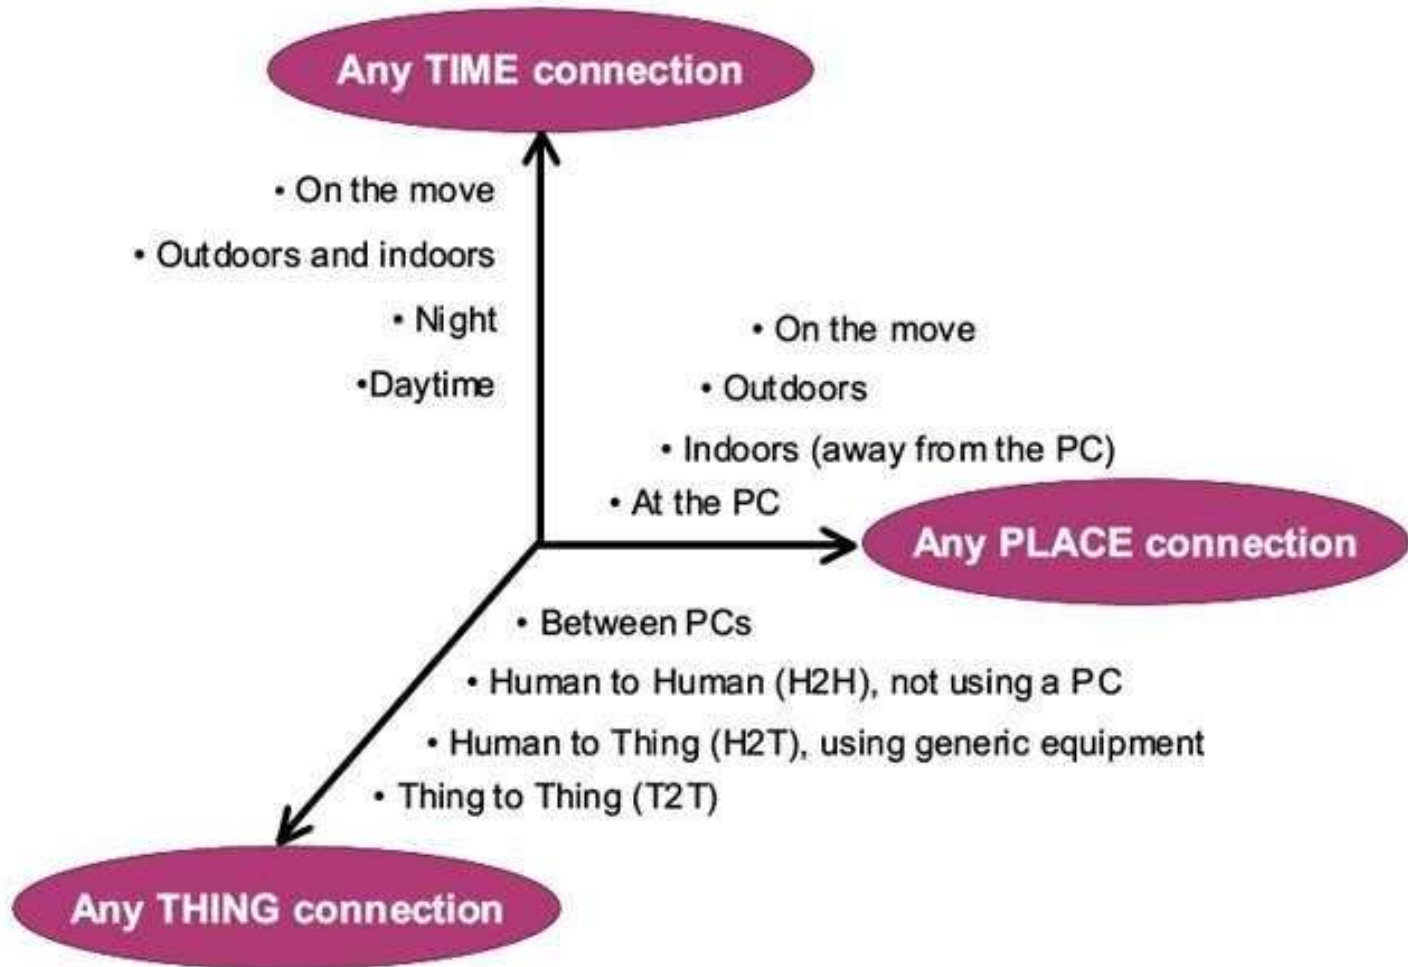 Any TIME connection
• On the move
• Outdoors and indoors
• Night
•Daytime
• On the move
• Outdoors
• Indoors (away from the PC)
• At the PC
Any PLACE connection
• Between PCs
• Human to Human (H2H), not using a PC
• Human to Thing (H2T), using generic equipment
• Thing to Thing (T2T)
Any THING connection